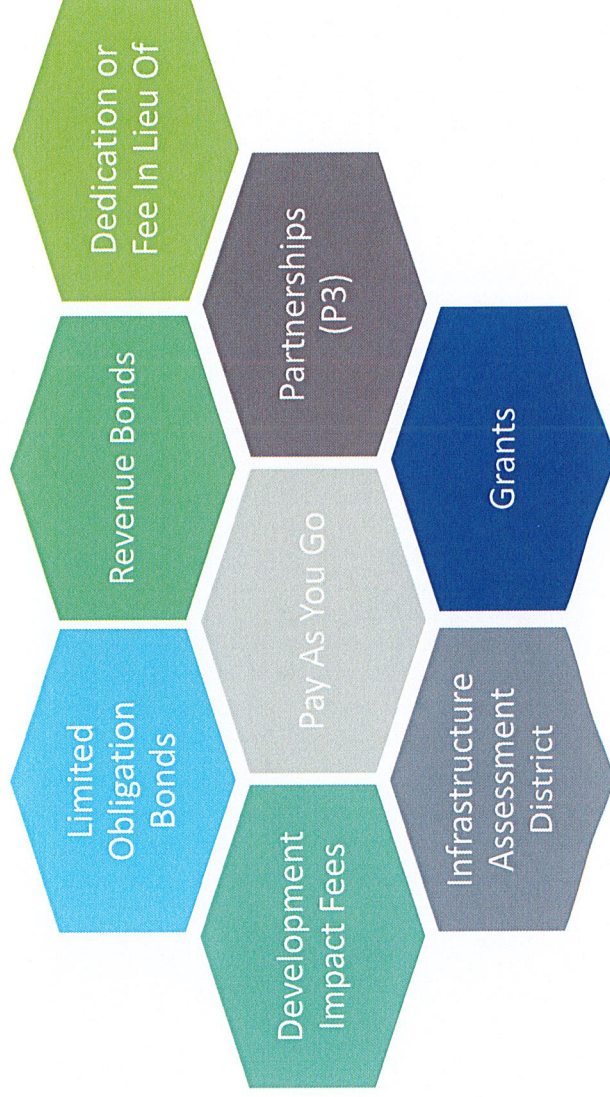 Limited
Obligation
Bonds
Revenue Bonds
Dedication or
Fee In Lieu Of
Development
Impact Fees
Pay As You Go
Partnerships
(P3)
Infrastructure
Assessment
District
Grants